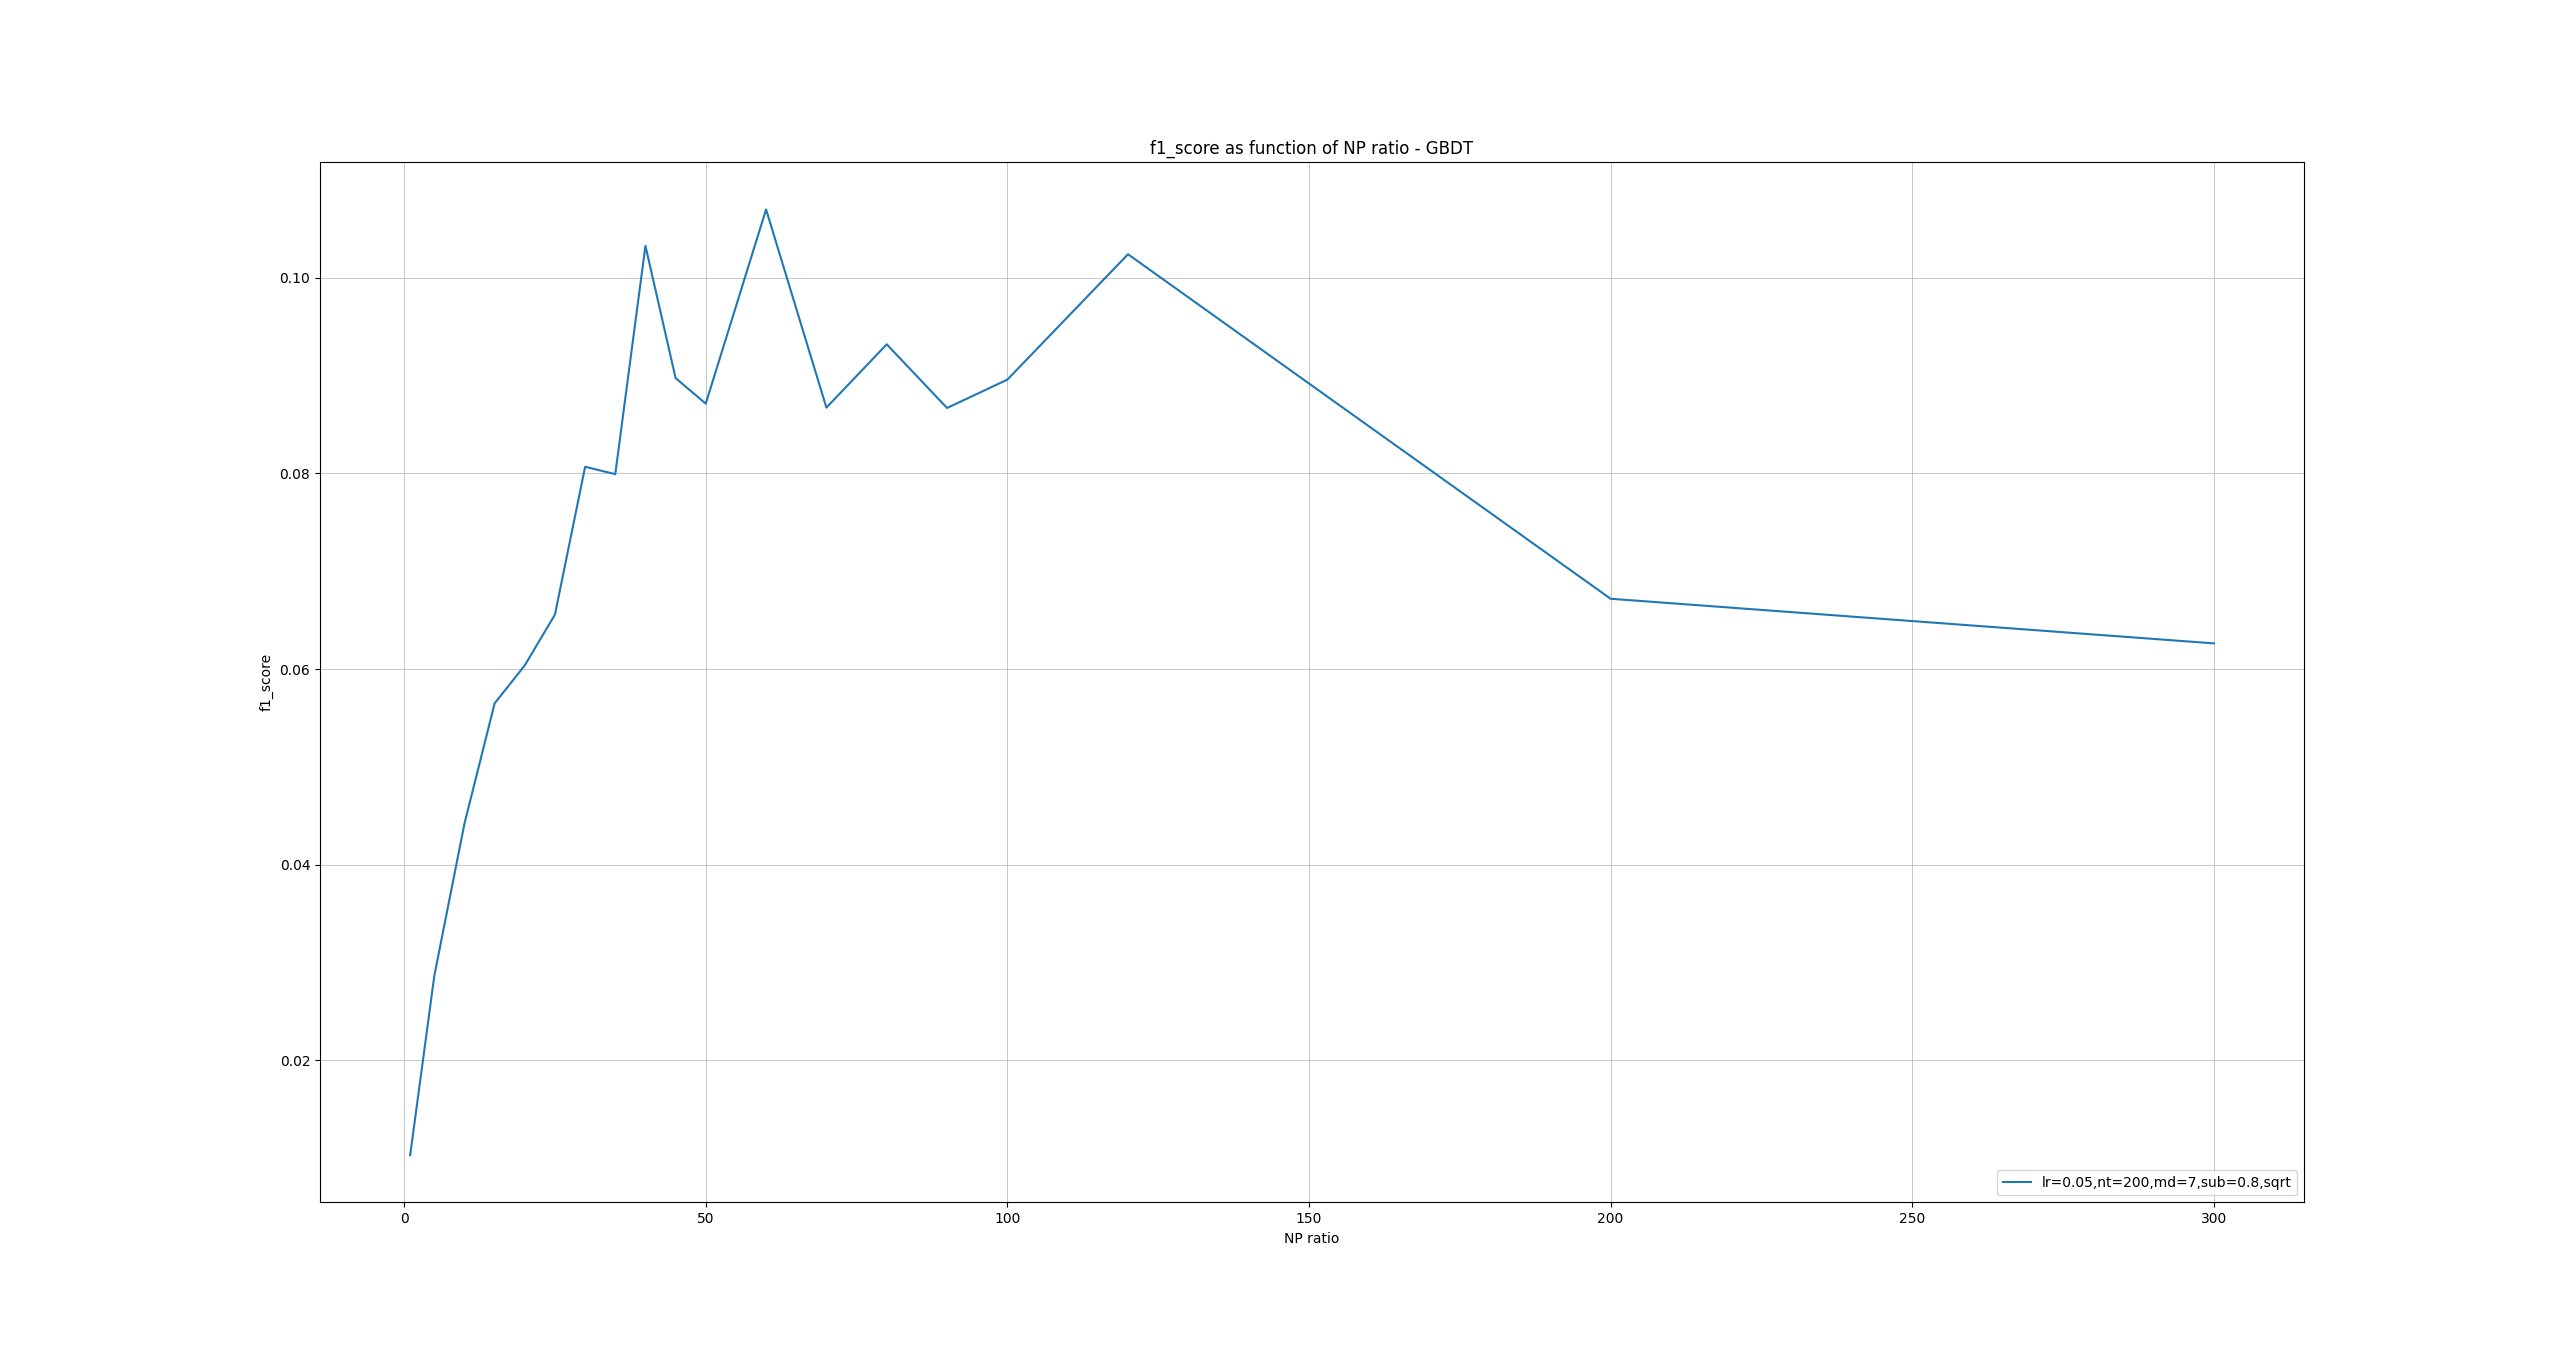 f1_score as function of NP ratio - GBDT
0.10
0.08
0.06
0.04
0.02
f1_score
0 50 100 150 200 250 300
NP ratio
lr=0.05,nt=200,md=7,sub=0.8,sqrt